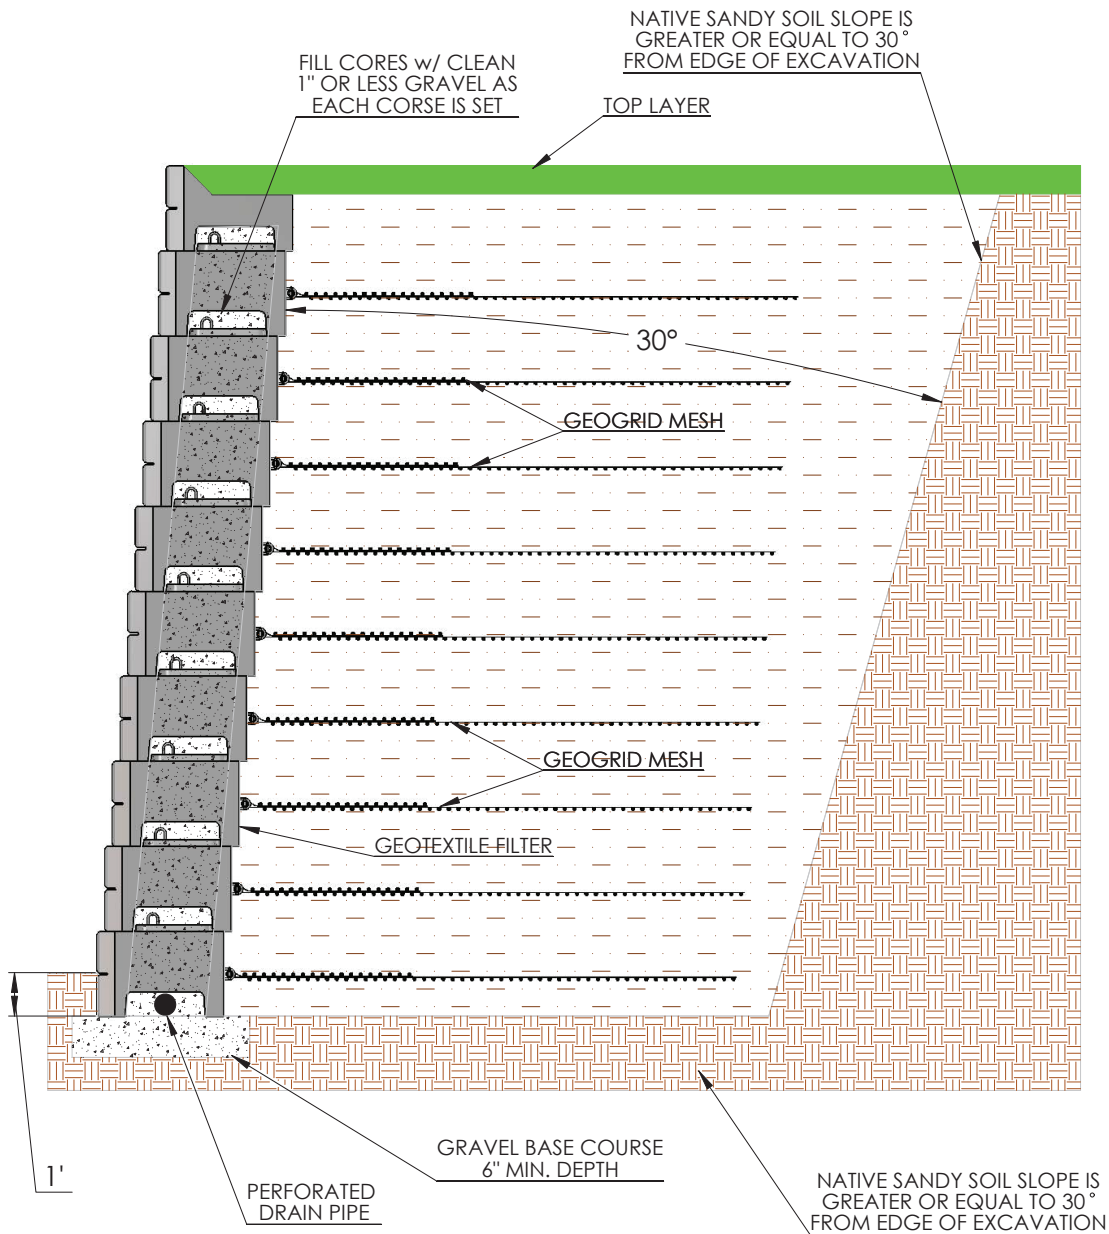 NATIVE SANDY SOIL SLOPE IS
GREATER OR EQUAL TO 30°
FROM EDGE OF EXCAVATION
FILL CORES w/ CLEAN
1" OR LESS GRAVEL AS
EACH CORSE IS SET
TOP LAYER
30°
GEOGRID MESH
GEOGRID MESH
GEOTEXTILE FILTER
GRAVEL BASE COURSE
6" MIN. DEPTH
1'
PERFORATED
DRAIN PIPE
NATIVE SANDY SOIL SLOPE IS
GREATER OR EQUAL TO 30°
FROM EDGE OF EXCAVATION